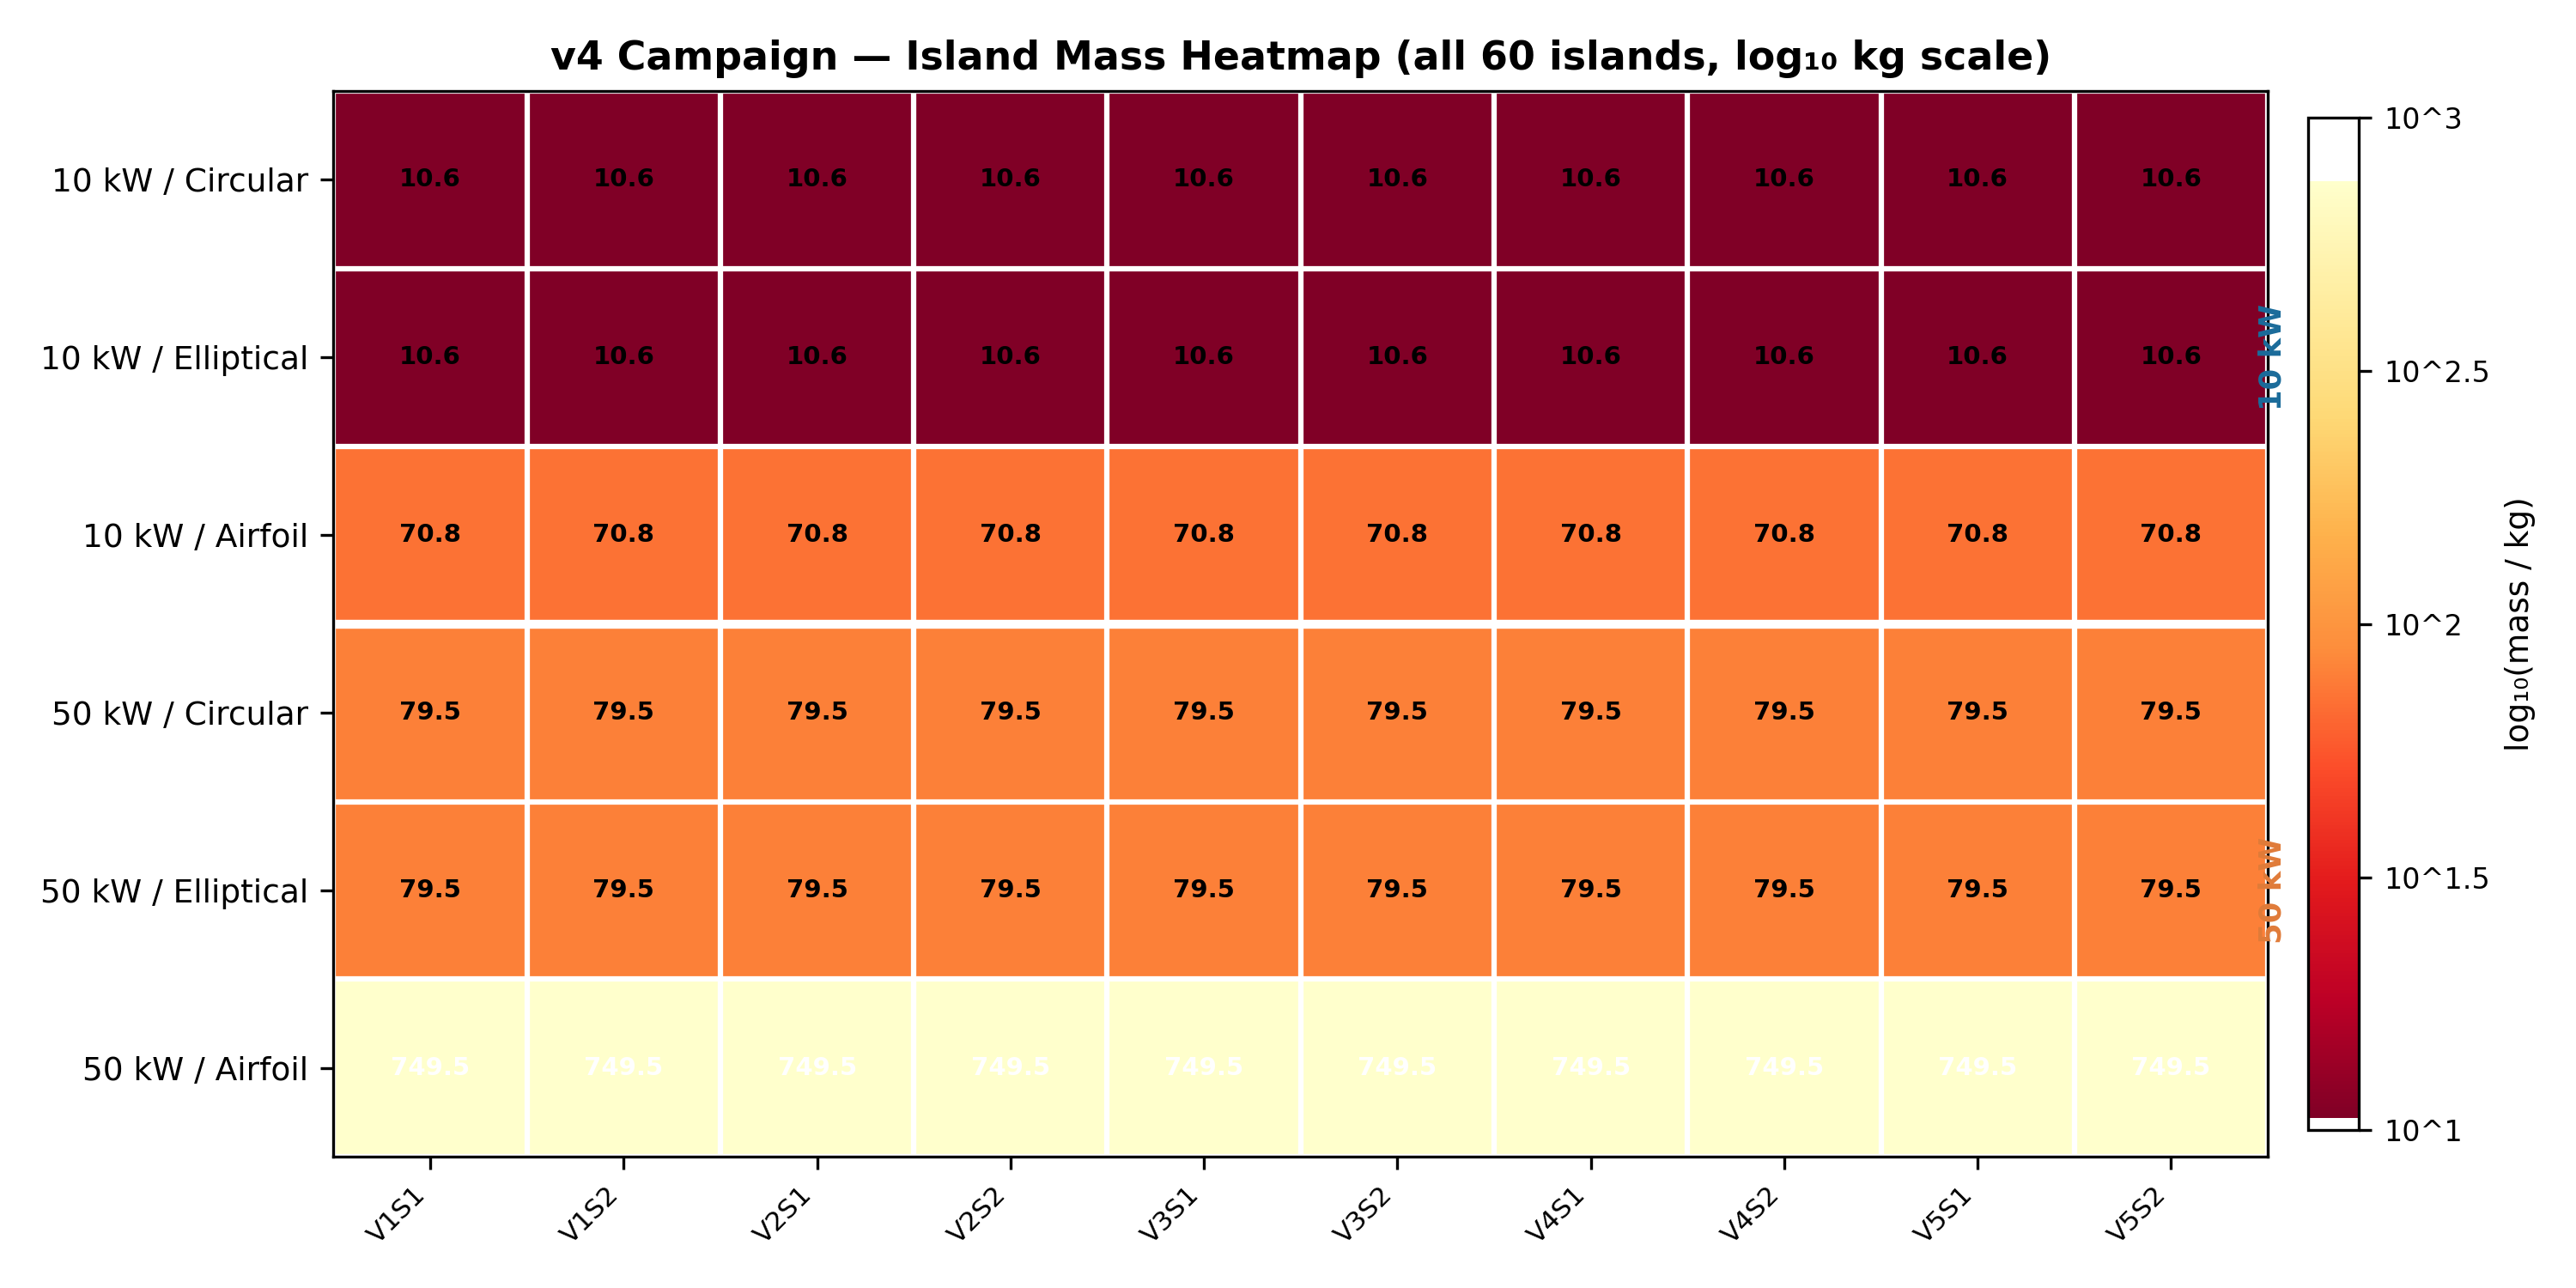 v4 Campaign — Island Mass Heatmap (all 60 islands, log₁₀ kg scale)
10 kW / Circular 10.6 10.6 10.6 10.6 10.6 10.6 10.6 10.6 10.6 10.6
10 kW / Elliptical 10.6 10.6 10.6 10.6 10.6 10.6 10.6 10.6 10.6 10.6
10 kW / Airfoil 70.8 70.8 70.8 70.8 70.8 70.8 70.8 70.8 70.8 70.8
50 kW / Circular 79.5 79.5 79.5 79.5 79.5 79.5 79.5 79.5 79.5 79.5
50 kW / Elliptical 79.5 79.5 79.5 79.5 79.5 79.5 79.5 79.5 79.5 79.5
50 kW / Airfoil 749.5 749.5 749.5 749.5 749.5 749.5 749.5 749.5 749.5 749.5
V1S1 V1S2 V2S1 V2S2 V3S1 V3S2 V4S1 V4S2 V5S1 V5S2
10 kW
50 kW
10^3
10^2.5
10^2
10^1.5
10^1
log₁₀(mass / kg)